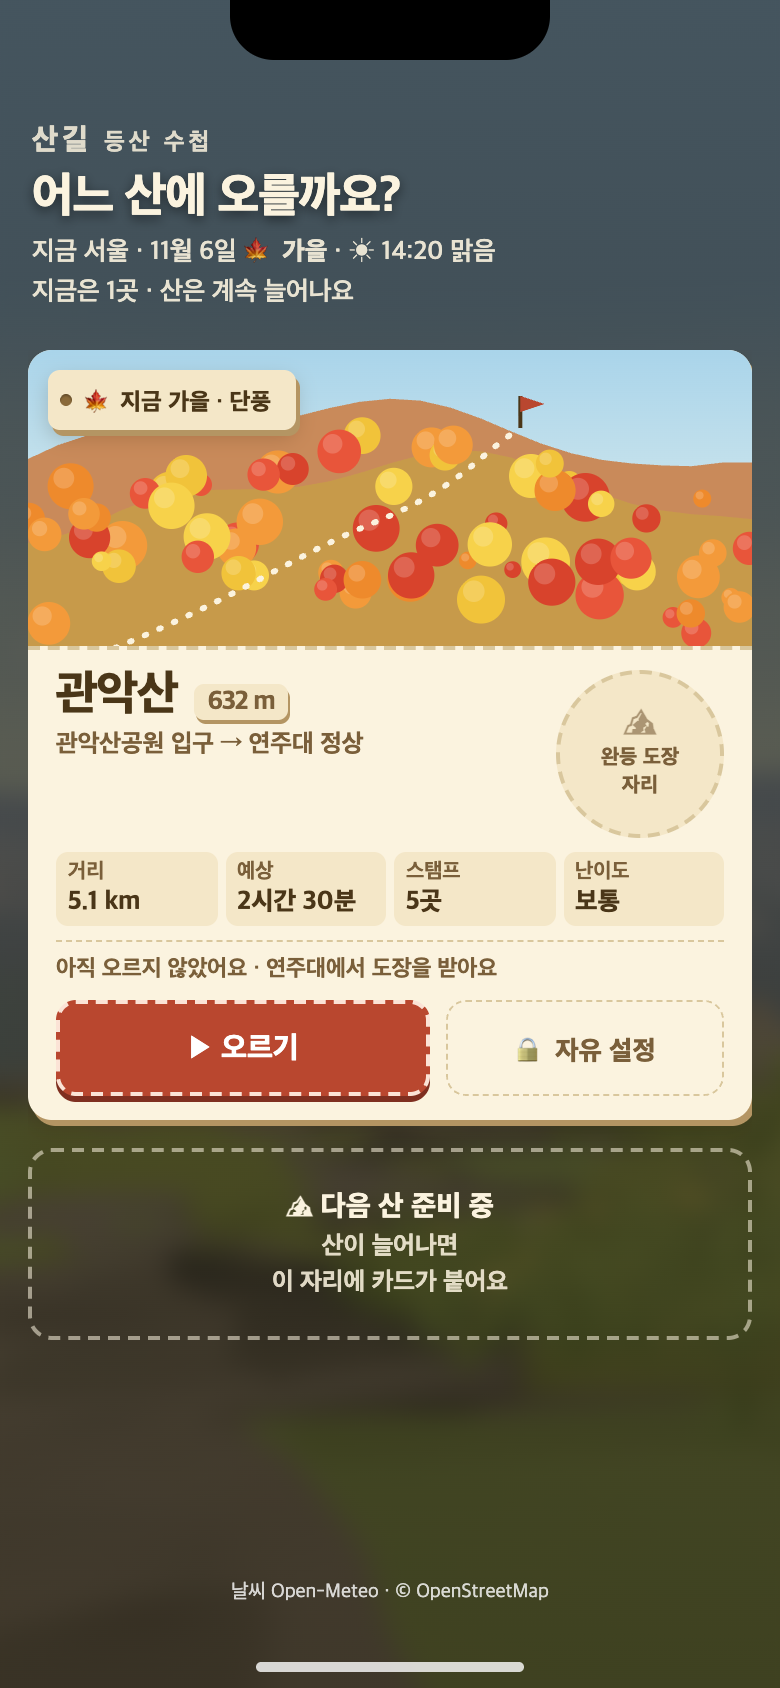 산길 등산 수첩
어느 산에 오를까요?
지금 서울 · 11월 6일 🍁 가을 · ☀ 14:20 맑음
지금은 1곳 · 산은 계속 늘어나요
🍁 지금 가을 · 단풍
관악산 632 m
관악산공원 입구 → 연주대 정상
완등 도장
자리
거리 예상 스탬프 난이도
5.1 km 2시간 30분 5곳 보통
아직 오르지 않았어요 · 연주대에서 도장을 받아요
▶ 오르기 🔒 자유 설정
다음 산 준비 중
산이 늘어나면
이 자리에 카드가 붙어요
날씨 Open-Meteo · © OpenStreetMap